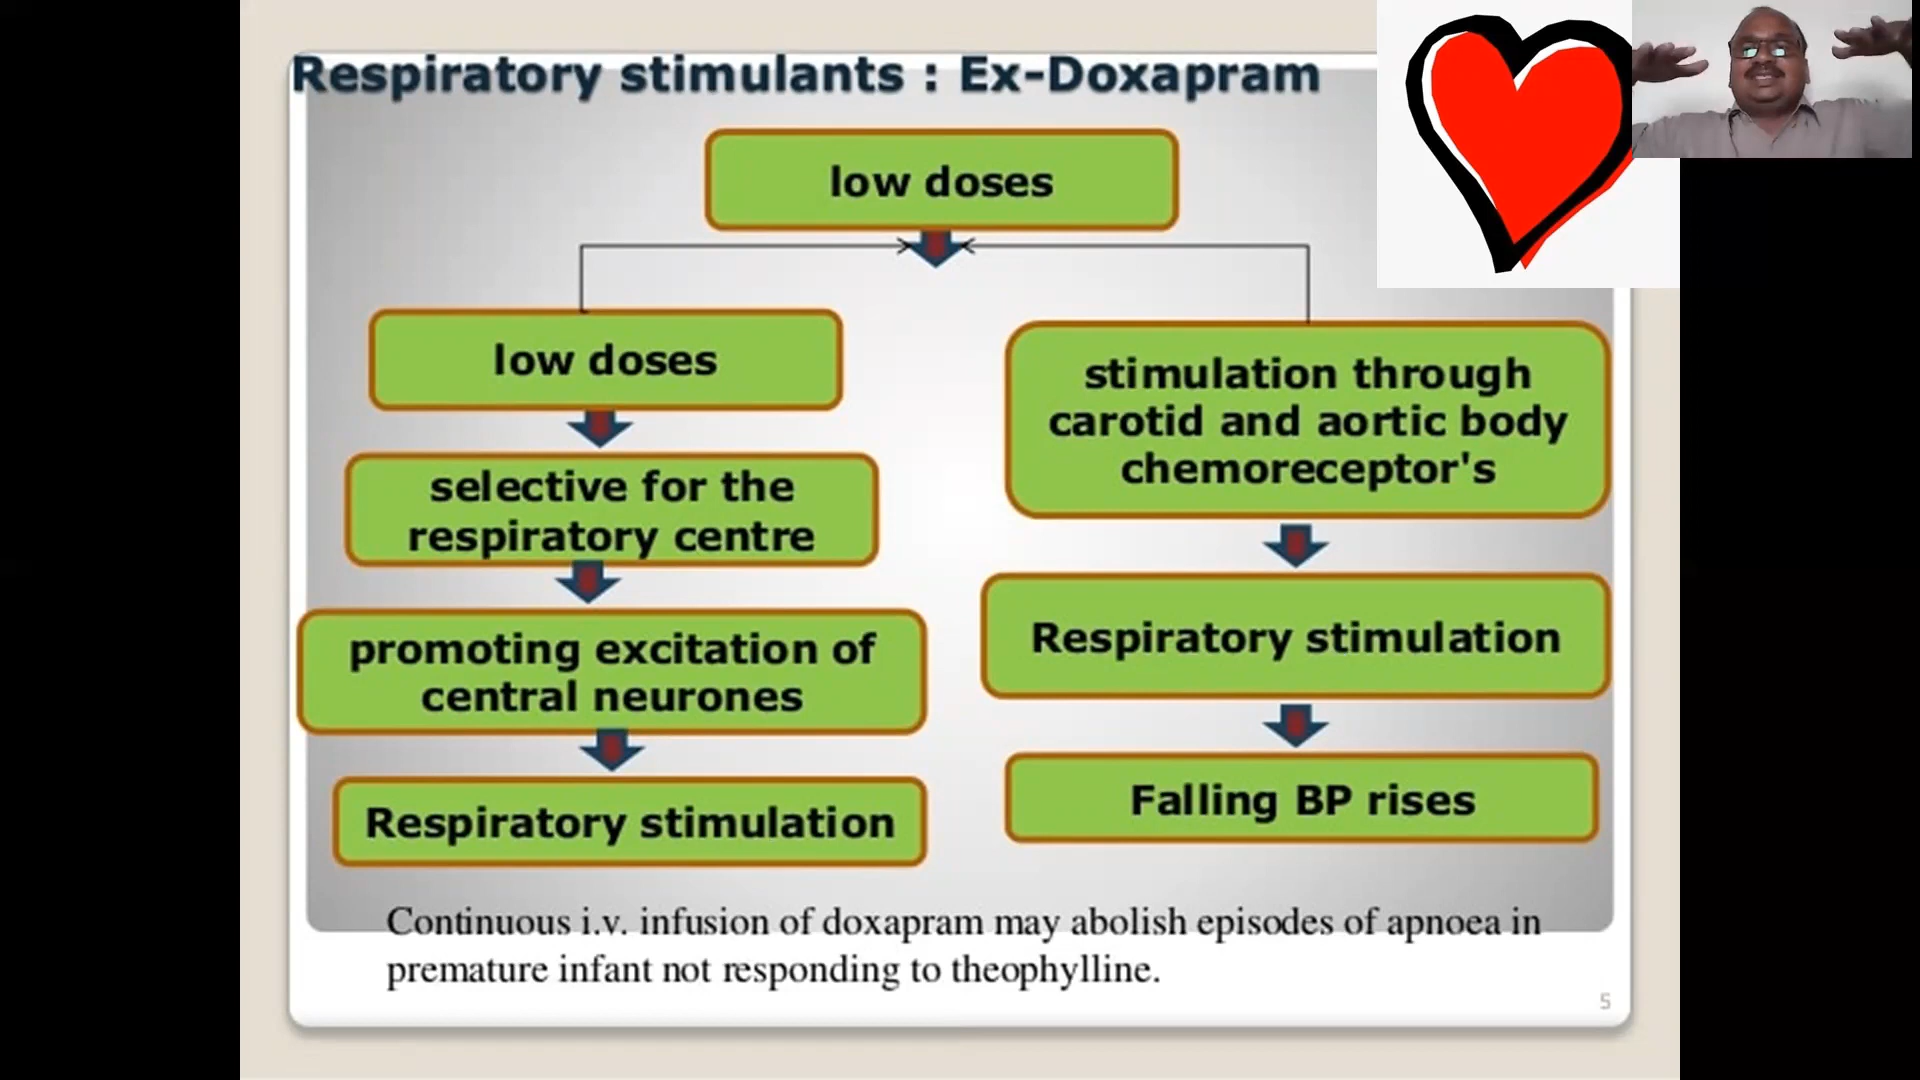 Respiratory stimulants : Ex-Doxapram
low doses
low doses
selective for the
respiratory centre
promoting excitation of
central neurones
Respiratory stimulation
stimulation through
carotid and aortic body
chemoreceptor's
Respiratory stimulation
Falling BP rises
Continuous i.v. infusion of doxapram may abolish episodes of apnoea in
premature infant not responding to theophylline.
5